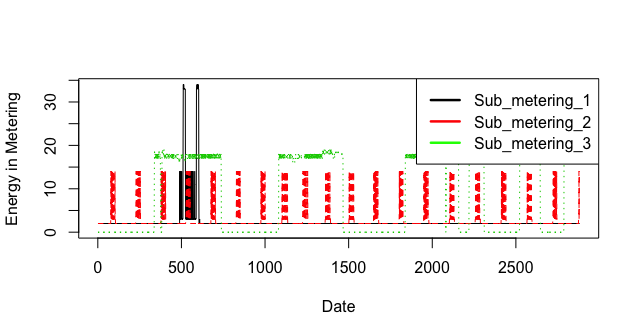 Energy in Metering
0 10 20 30
Sub_metering_1
Sub_metering_2
Sub_metering_3
0 500 1000 1500 2000 2500
Date